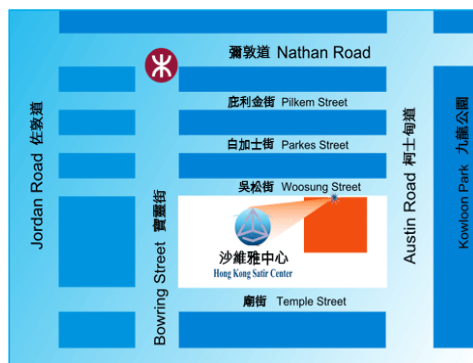 彌敦道 Nathan Road
庇利金街 Pilkem Street
白加士街 Parkes Street
吳松街 Woosung Street
沙維雅中心
Hong Kong Satir Center
廟街 Temple Street
Jordan Road 佐敦道
Bowring Street 寶靈街
Austin Road 柯士甸道
Kowloon Park 九龍公園